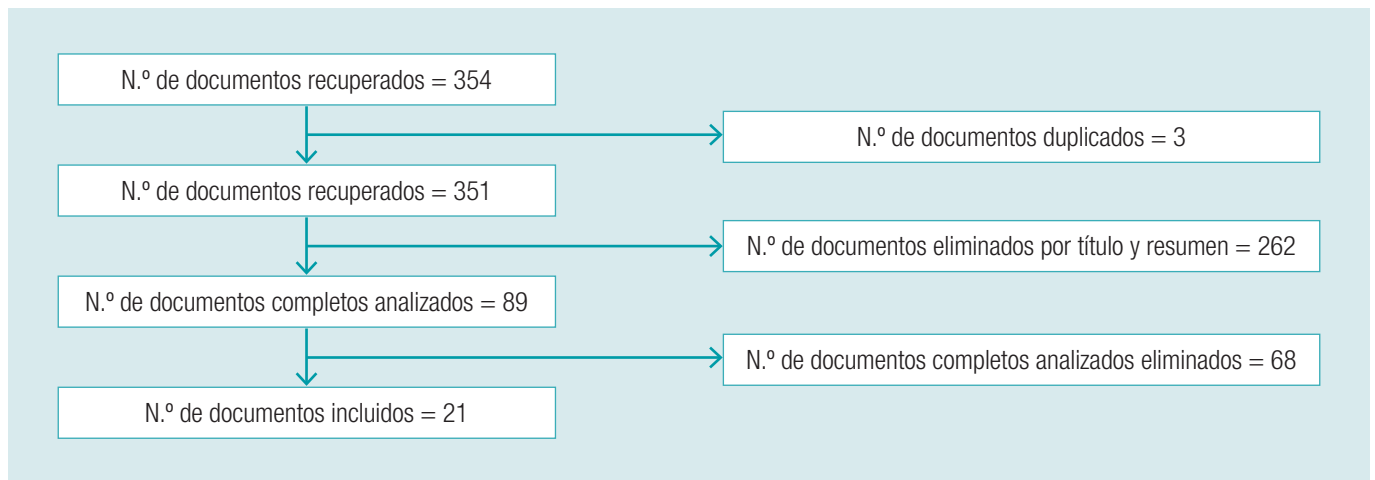 N.º de documentos recuperados = 354
N.º de documentos duplicados = 3
N.º de documentos recuperados = 351
N.º de documentos eliminados por título y resumen = 262
N.º de documentos completos analizados = 89
N.º de documentos completos analizados eliminados = 68
N.º de documentos incluidos = 21